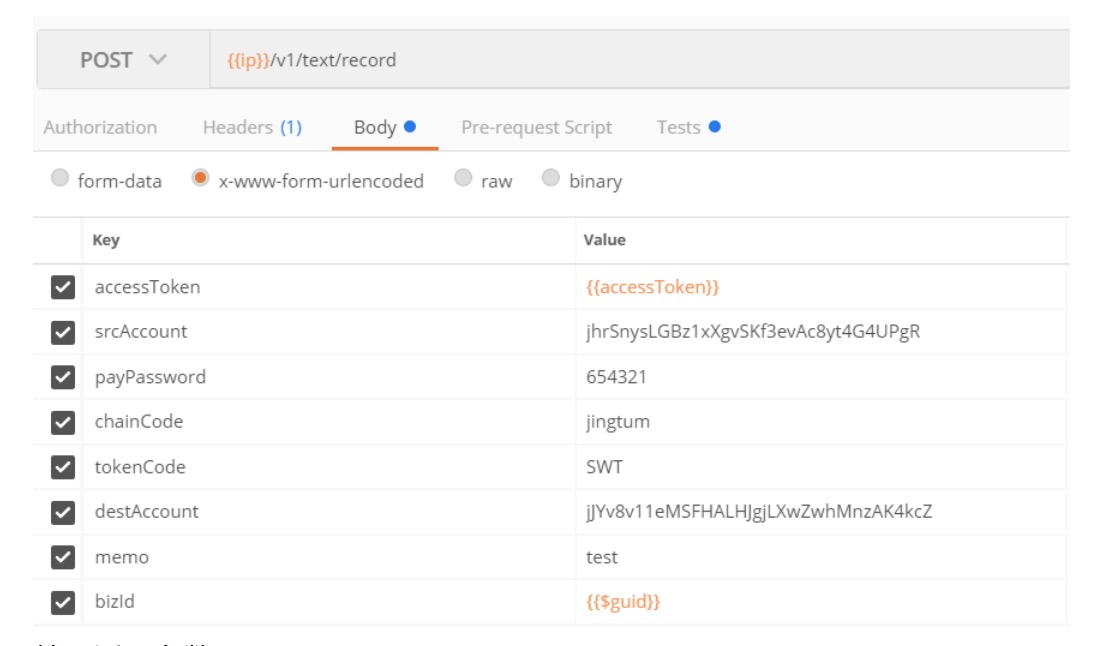 POST {{ip}}/v1/text/record
Authorization Headers (1) Body Pre-request Script Tests
form-data x-www-form-urlencoded raw binary
Key Value
accessToken {{accessToken}}
srcAccount jhrSnysLGBz1xXgvSKf3evAc8yt4G4UPgR
payPassword 654321
chainCode jingtum
tokenCode SWT
destAccount jJYv8v11eMSFHALHJgjLXwZwhMnzAK4kcZ
memo test
bizId {{$guid}}